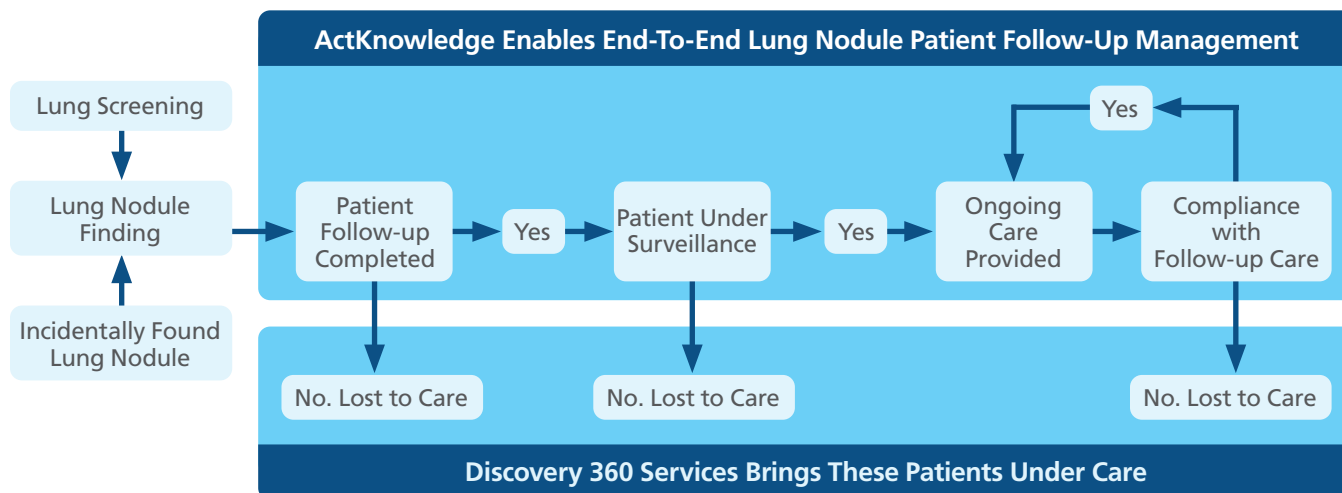 ActKnowledge Enables End-To-End Lung Nodule Patient Follow-Up Management
Lung Screening
Lung Nodule
Finding
Incidentally Found
Lung Nodule
Patient
Follow-up
Completed
Yes
Patient Under
Surveillance
Yes
Ongoing
Care
Provided
Yes
Compliance
with
Follow-up Care
No. Lost to Care
No. Lost to Care
No. Lost to Care
Discovery 360 Services Brings These Patients Under Care